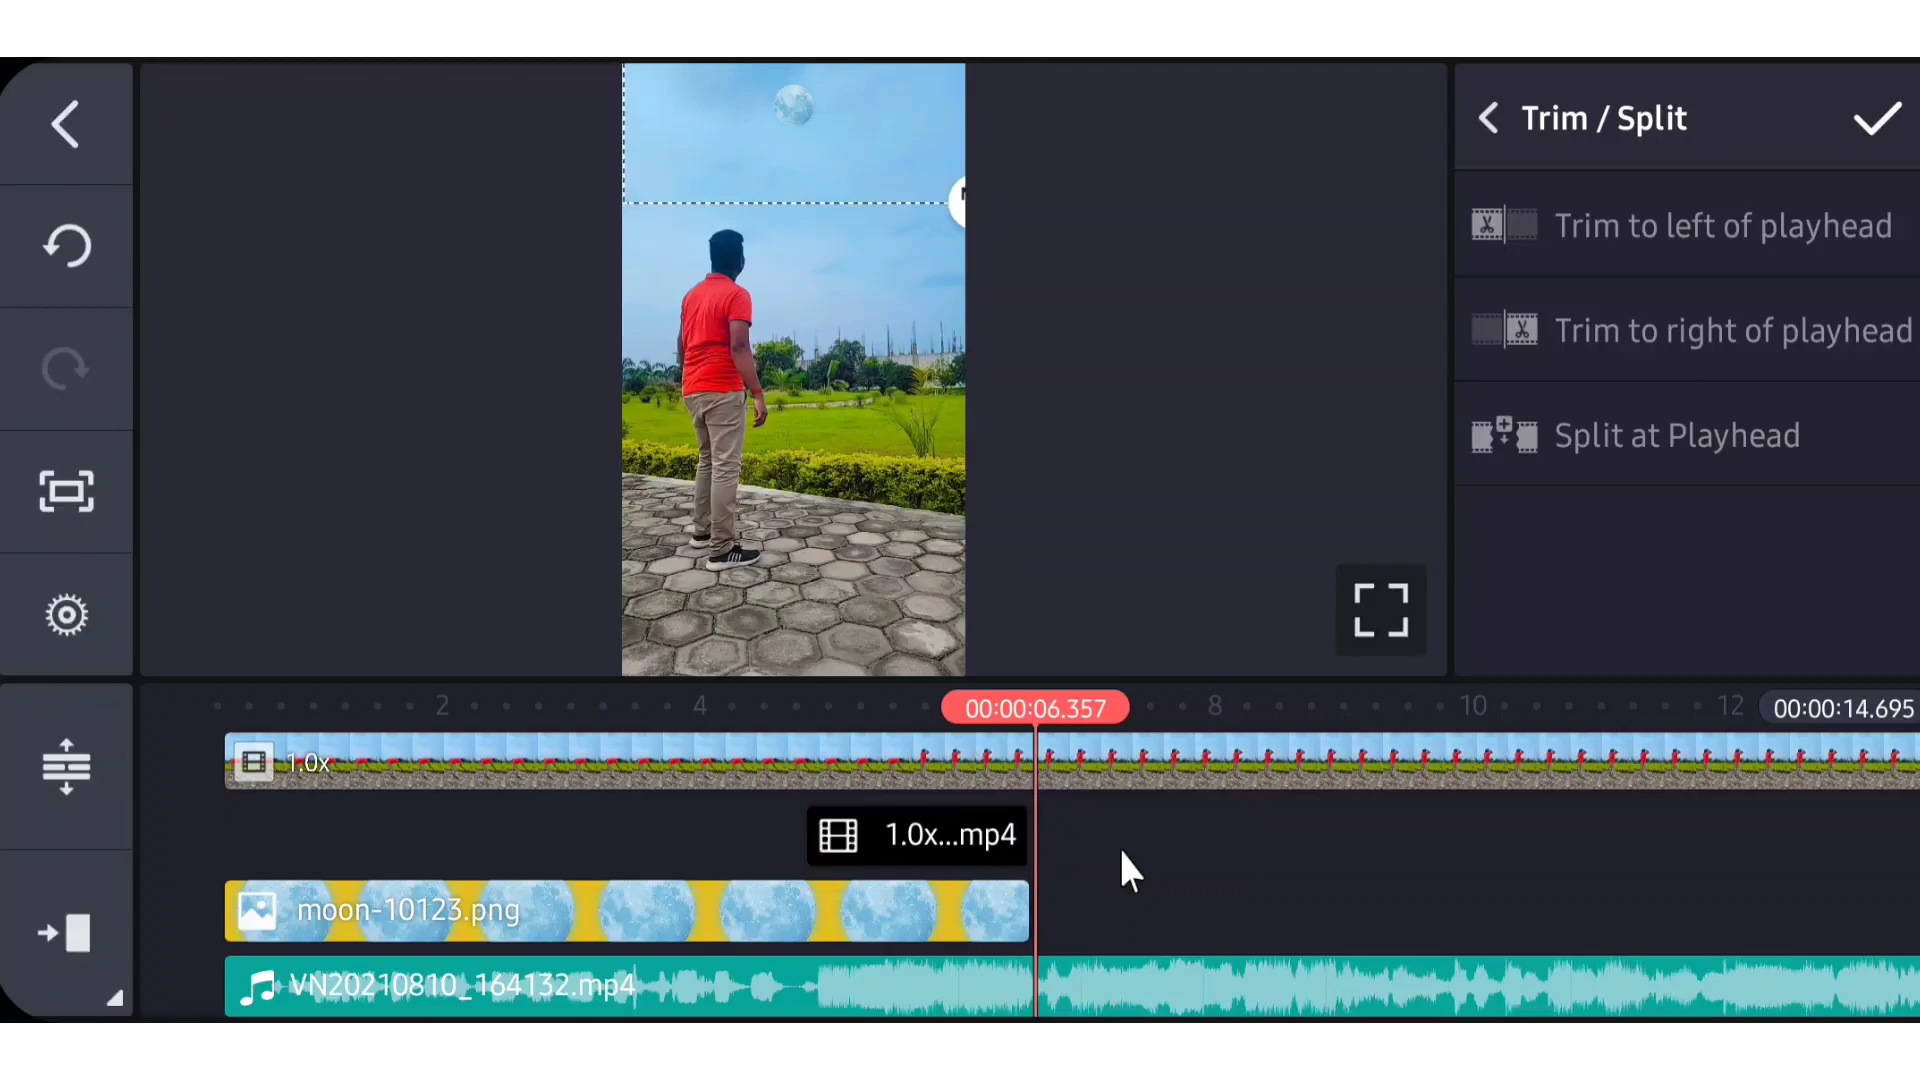 Trim / Split
Trim to left of playhead
Trim to right of playhead
Split at Playhead
2
4
00:00:06.357
8
10
12
00:00:14.695
1.0x
1.0x...mp4
moon-10123.png
VN20210810_164132.mp4